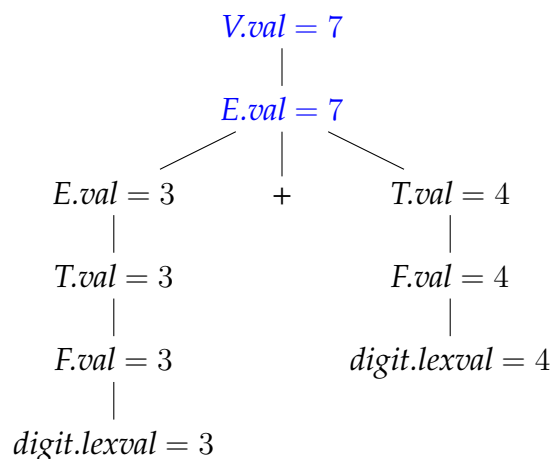 V.val = 7
E.val = 7
E.val = 3 + T.val = 4
T.val = 3 F.val = 4
F.val = 3 digit.lexval = 4
digit.lexval = 3